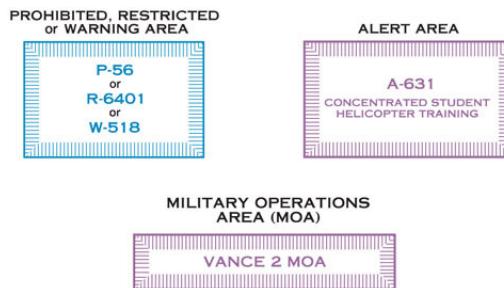 PROHIBITED, RESTRICTED
or WARNING AREA
P-56
or
R-6401
or
W-518
ALERT AREA
A-631
CONCENTRATED STUDENT
HELICOPTER TRAINING
MILITARY OPERATIONS
AREA (MOA)
VANCE 2 MOA